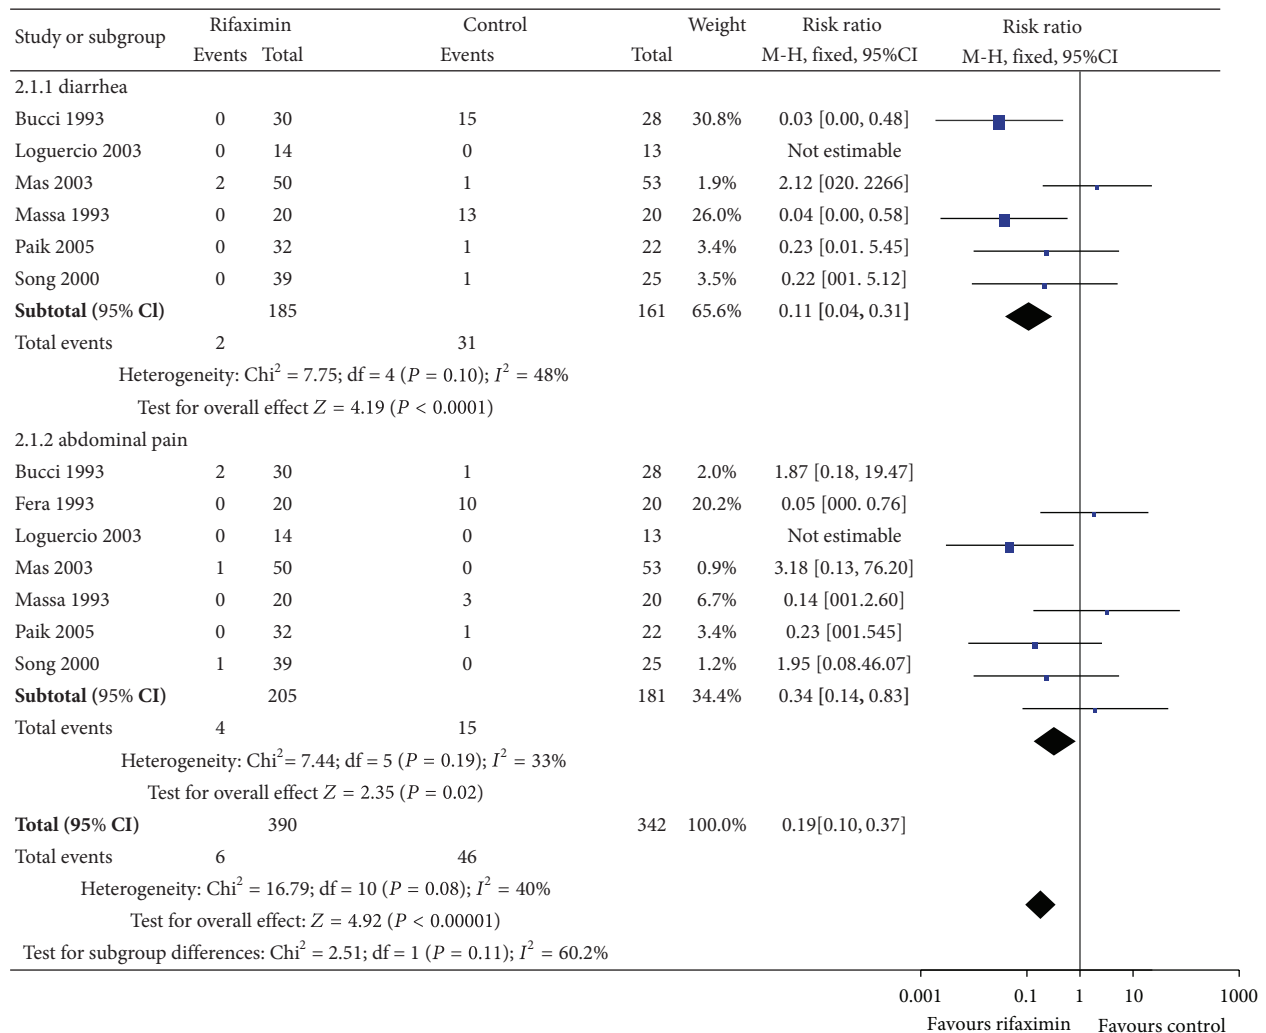 Study or subgroup Rifaximin Control Weight Risk ratio Risk ratio
Events Total Events Total M-H, fixed, 95%CI M-H, fixed, 95%CI
2.1.1 diarrhea
Bucci 1993 0 30 15 28 30.8% 0.03 [0.00, 0.48]
Loguercio 2003 0 14 0 13 Not estimable
Mas 2003 2 50 1 53 1.9% 2.12 [020. 2266]
Massa 1993 0 20 13 20 26.0% 0.04 [0.00, 0.58]
Paik 2005 0 32 1 22 3.4% 0.23 [0.01. 5.45]
Song 2000 0 39 1 25 3.5% 0.22 [001. 5.12]
Subtotal (95% Cl) 185 161 65.6% 0.11 [0.04, 0.31]
Total events 2 31
Heterogeneity: Chi² = 7.75; df = 4 (P = 0.10); I² = 48%
Test for overall effect Z = 4.19 (P < 0.0001)
2.1.2 abdominal pain
Bucci 1993 2 30 1 28 2.0% 1.87 [0.18, 19.47]
Fera 1993 0 20 10 20 20.2% 0.05 [000. 0.76]
Loguercio 2003 0 14 0 13 Not estimable
Mas 2003 1 50 0 53 0.9% 3.18 [0.13, 76.20]
Massa 1993 0 20 3 20 6.7% 0.14 [001.2.60]
Paik 2005 0 32 1 22 3.4% 0.23 [001.545]
Song 2000 1 39 0 25 1.2% 1.95 [0.08.46.07]
Subtotal (95% CI) 205 181 34.4% 0.34 [0.14, 0.83]
Total events 4 15
Heterogeneity: Chi²= 7.44; df = 5 (P = 0.19); I² = 33%
Test for overall effect Z = 2.35 (P = 0.02)
Total (95% CI) 390 342 100.0% 0.19[0.10, 0.37]
Total events 6 46
Heterogeneity: Chi² = 16.79; df = 10 (P = 0.08); I² = 40%
Test for overall effect: Z = 4.92 (P < 0.00001)
Test for subgroup differences: Chi² = 2.51; df = 1 (P = 0.11); I² = 60.2%
0.001 0.1 1 10 1000
Favours rifaximin Favours control